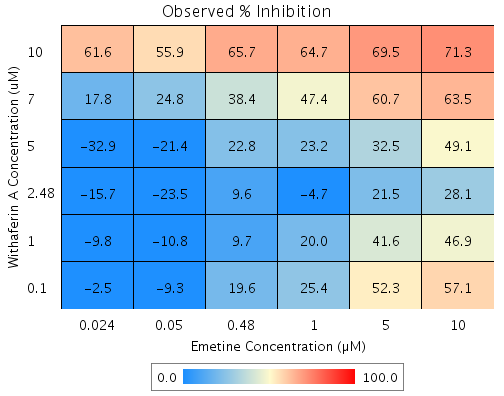 Observed % Inhibition
Withaferin A Concentration (uM)
10 61.6 55.9 65.7 64.7 69.5 71.3
7 17.8 24.8 38.4 47.4 60.7 63.5
5 −32.9 −21.4 22.8 23.2 32.5 49.1
2.48 −15.7 −23.5 9.6 −4.7 21.5 28.1
1 −9.8 −10.8 9.7 20.0 41.6 46.9
0.1 −2.5 −9.3 19.6 25.4 52.3 57.1
0.024 0.05 0.48 1 5 10
Emetine Concentration (µM)
0.0 100.0